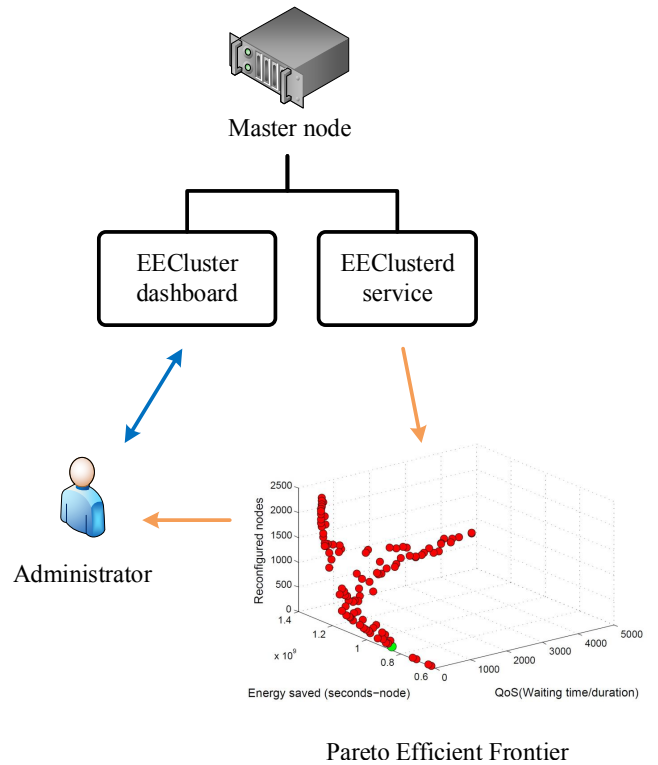 Master node
EECluster
dashboard
EEClusterd
service
Administrator
2500
2000
1500
1000
500
0
Reconfigured nodes
1.4
1.2
1
0.8
0.6
x 10⁹
Energy saved (seconds−node)
0
1000
2000
3000
4000
5000
QoS(Waiting time/duration)
Pareto Efficient Frontier